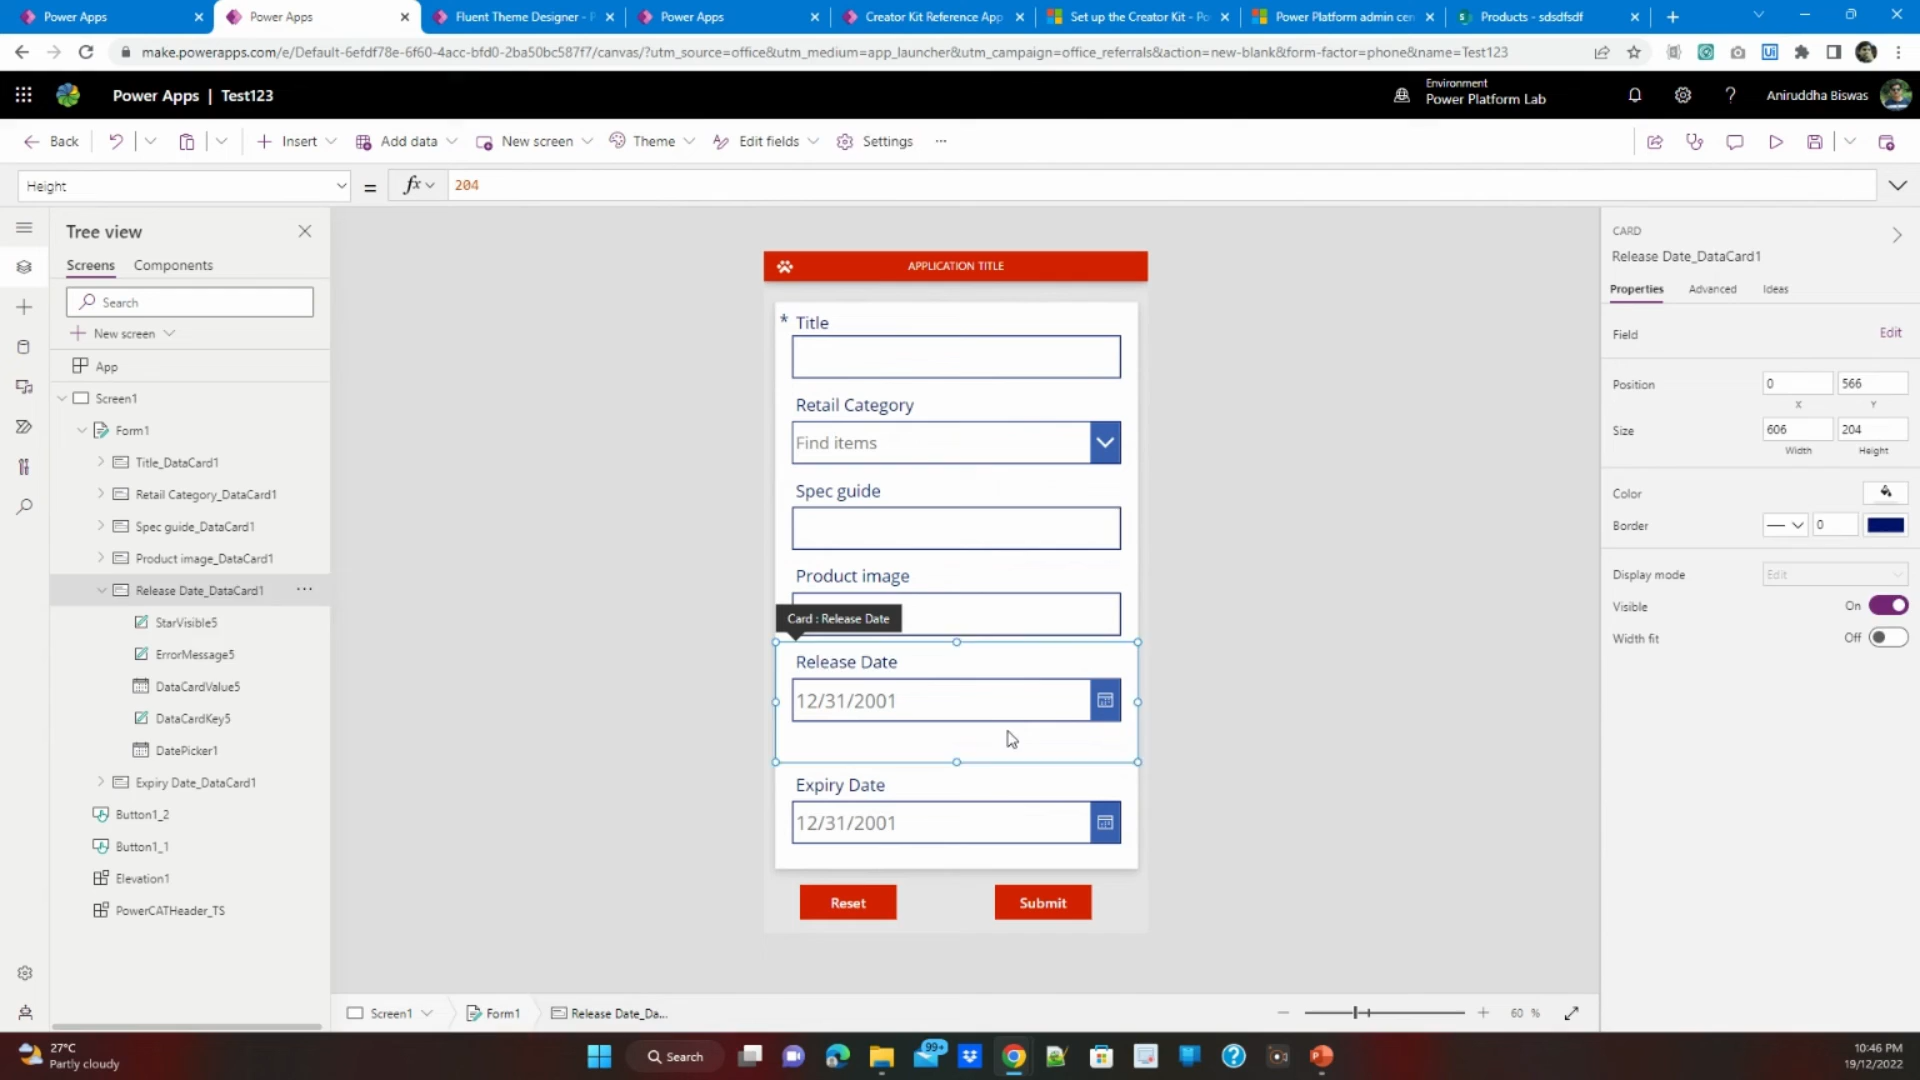 Power Apps
Power Apps
Fluent Theme Designer - P
Power Apps
Creator Kit Reference App
Set up the Creator Kit - Po
Power Platform admin cen
Products - sdsdfsdf
make.powerapps.com/e/Default-6efdf78e-6f60-4acc-bfd0-2ba50bc587f7/canvas/?utm_source=office&utm_medium=app_launcher&utm_campaign=office_referrals&action=new-blank&form-factor=phone&name=Test123
Power Apps | Test123
Environment
Power Platform Lab
Aniruddha Biswas
Back
Insert
Add data
New screen
Theme
Edit fields
Settings
Height
= fx 204
Tree view
Screens Components
Search
New screen
App
Screen1
Form1
Title_DataCard1
Retail Category_DataCard1
Spec guide_DataCard1
Product image_DataCard1
Release Date_DataCard1
StarVisible5
ErrorMessage5
DataCardValue5
DataCardKey5
DatePicker1
Expiry Date_DataCard1
Button1_2
Button1_1
Elevation1
PowerCATHeader_TS
APPLICATION TITLE
* Title
Retail Category
Find items
Spec guide
Product image
Card : Release Date
Release Date
12/31/2001
Expiry Date
12/31/2001
Reset
Submit
CARD
Release Date_DataCard1
Properties Advanced Ideas
Field Edit
Position 0 566
X Y
Size 606 204
Width Height
Color
Border 0
Display mode Edit
Visible On
Width fit Off
Screen1
Form1
Release Date_Da...
60 %
27°C
Partly cloudy
Search
99+
10:46 PM
19/12/2022